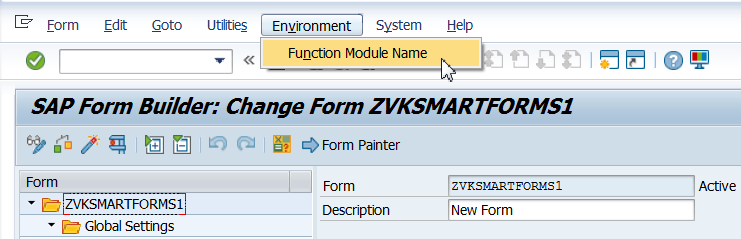 Form Edit Goto Utilities Environment System Help
Function Module Name
SAP Form Builder: Change Form ZVKSMARTFORMS1
Form Painter
Form
Form ZVKSMARTFORMS1 Active
ZVKSMARTFORMS1
Description New Form
Global Settings